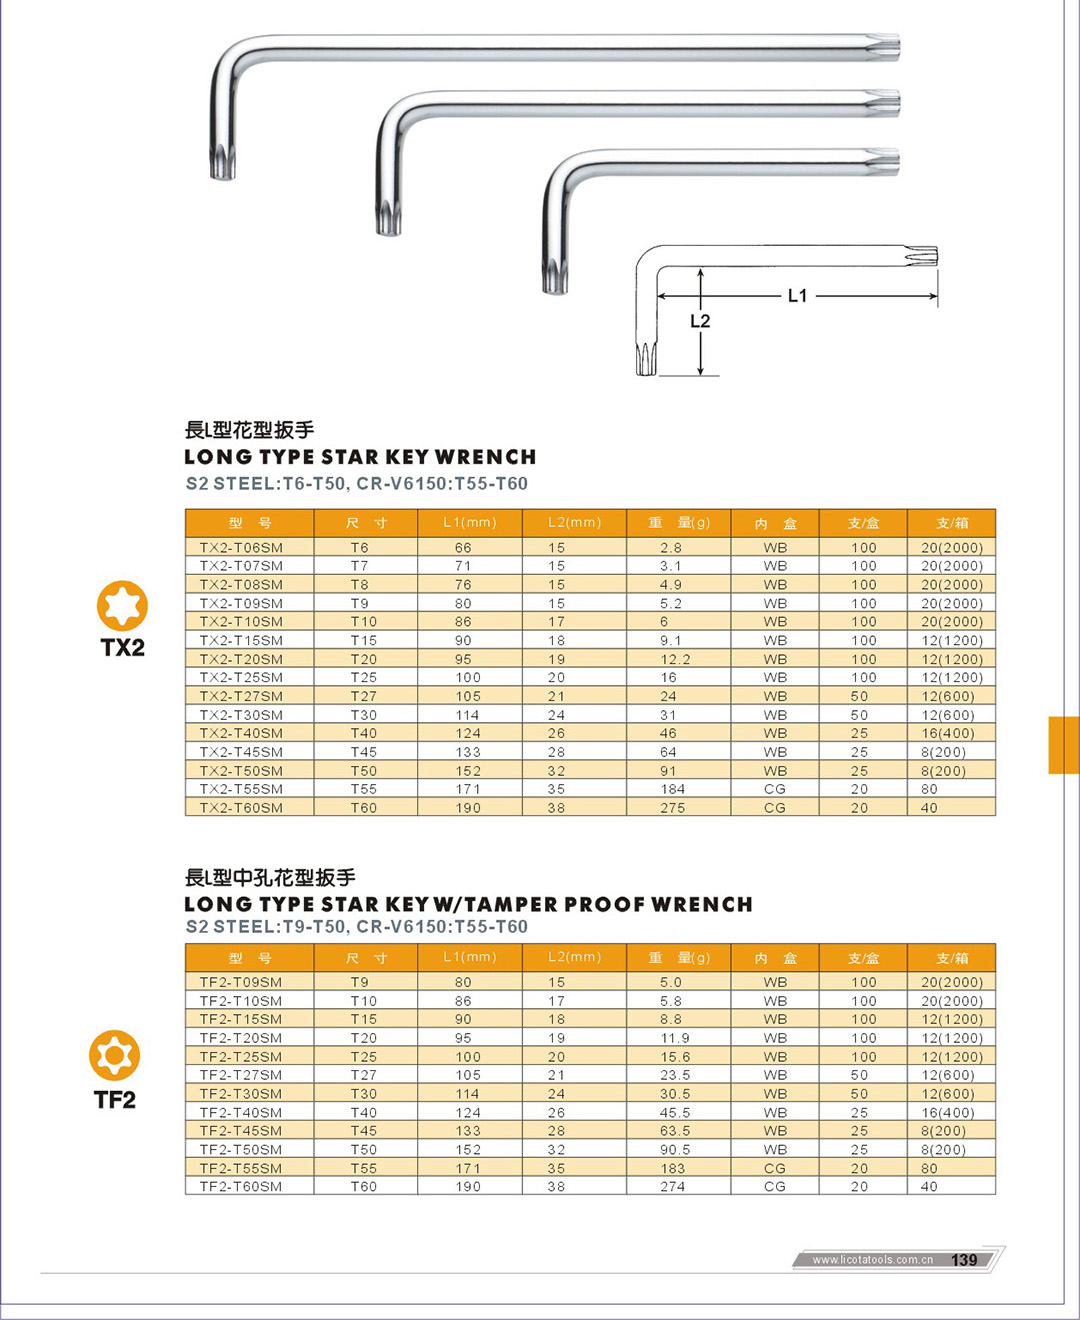 L1
L2
長L型花型扳手
LONG TYPE STAR KEY WRENCH
S2 STEEL:T6-T50, CR-V6150:T55-T60
型 号 尺 寸 L1(mm) L2(mm) 重 量(g) 内 盒 支/盒 支/箱
TX2-T06SM T6 66 15 2.8 WB 100 20(2000)
TX2-T07SM T7 71 15 3.1 WB 100 20(2000)
TX2-T08SM T8 76 15 4.9 WB 100 20(2000)
TX2-T09SM T9 80 15 5.2 WB 100 20(2000)
TX2-T10SM T10 86 17 6 WB 100 20(2000)
TX2-T15SM T15 90 18 9.1 WB 100 12(1200)
TX2-T20SM T20 95 19 12.2 WB 100 12(1200)
TX2-T25SM T25 100 20 16 WB 100 12(1200)
TX2-T27SM T27 105 21 24 WB 50 12(600)
TX2-T30SM T30 114 24 31 WB 50 12(600)
TX2-T40SM T40 124 26 46 WB 25 16(400)
TX2-T45SM T45 133 28 64 WB 25 8(200)
TX2-T50SM T50 152 32 91 WB 25 8(200)
TX2-T55SM T55 171 35 184 CG 20 80
TX2-T60SM T60 190 38 275 CG 20 40
TX2
長L型中孔花型扳手
LONG TYPE STAR KEY W/TAMPER PROOF WRENCH
S2 STEEL:T9-T50, CR-V6150:T55-T60
型 号 尺 寸 L1(mm) L2(mm) 重 量(g) 内 盒 支/盒 支/箱
TF2-T09SM T9 80 15 5.0 WB 100 20(2000)
TF2-T10SM T10 86 17 5.8 WB 100 20(2000)
TF2-T15SM T15 90 18 8.8 WB 100 12(1200)
TF2-T20SM T20 95 19 11.9 WB 100 12(1200)
TF2-T25SM T25 100 20 15.6 WB 100 12(1200)
TF2-T27SM T27 105 21 23.5 WB 50 12(600)
TF2-T30SM T30 114 24 30.5 WB 50 12(600)
TF2-T40SM T40 124 26 45.5 WB 25 16(400)
TF2-T45SM T45 133 28 63.5 WB 25 8(200)
TF2-T50SM T50 152 32 90.5 WB 25 8(200)
TF2-T55SM T55 171 35 183 CG 20 80
TF2-T60SM T60 190 38 274 CG 20 40
TF2
www.licotatools.com.cn 139